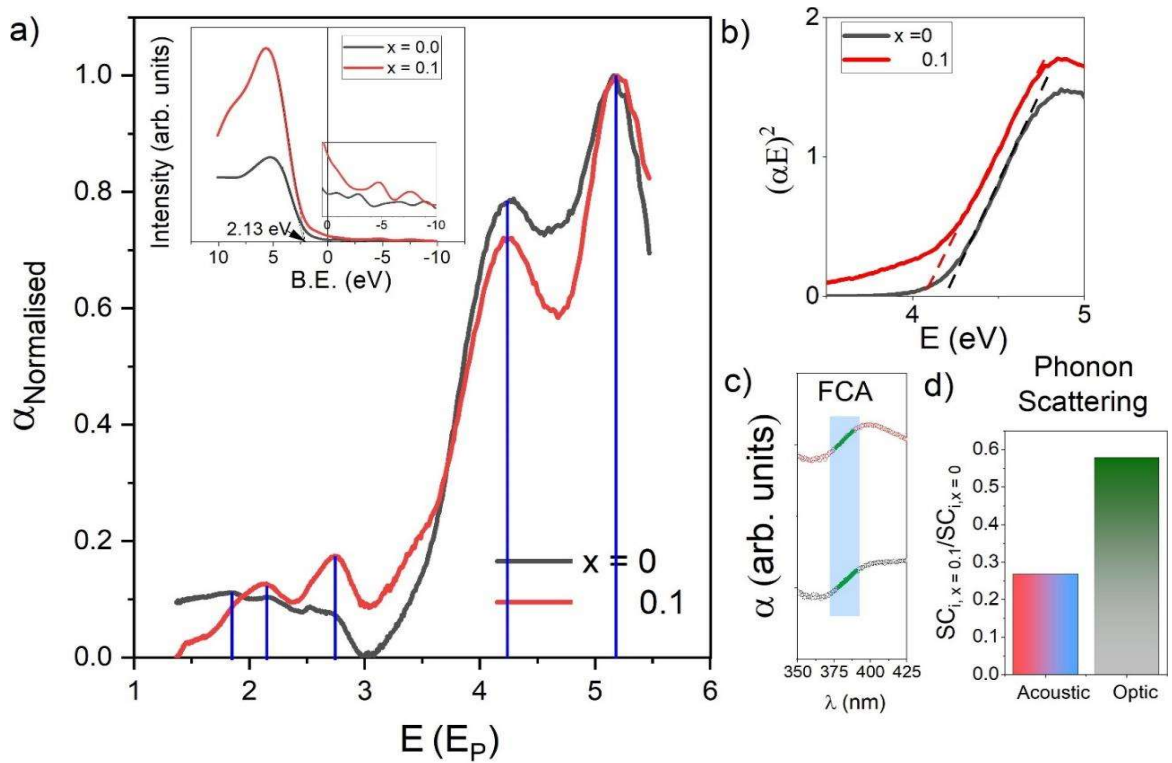 a)
Intensity (arb. units)
x = 0.0
x = 0.1
0 -5 -10
2.13 eV
10 5 0 -5 -10
B.E. (eV)
α_Normalised
1.0
0.8
0.6
0.4
0.2
0.0
x = 0
0.1
1 2 3 4 5 6
E (E_P)
b)
(αE)²
2
1
0
x =0
0.1
4 5
E (eV)
c)
FCA
α (arb. units)
350 375 400 425
λ (nm)
d)
Phonon
Scattering
SC_i, x = 0.1/SC_i,x = 0
0.6
0.5
0.4
0.3
0.2
0.1
0.0
Acoustic Optic